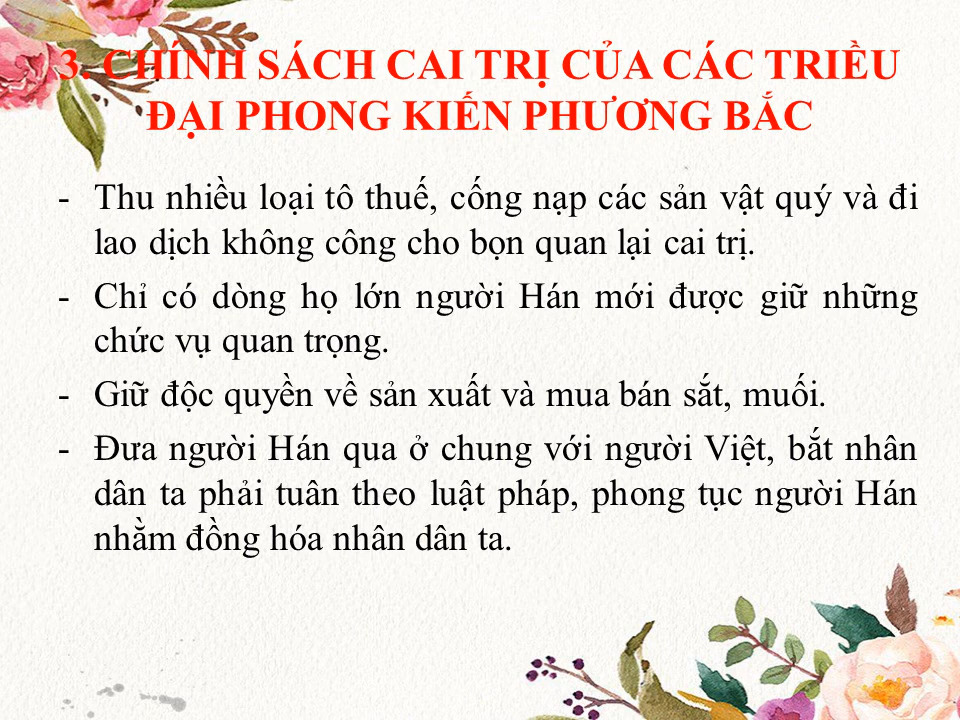 3. CHÍNH SÁCH CAI TRỊ CỦA CÁC TRIỀU
ĐẠI PHONG KIẾN PHƯƠNG BẮC
- Thu nhiều loại tô thuế, cống nạp các sản vật quý và đi
lao dịch không công cho bọn quan lại cai trị.
- Chỉ có dòng họ lớn người Hán mới được giữ những
chức vụ quan trọng.
- Giữ độc quyền về sản xuất và mua bán sắt, muối.
- Đưa người Hán qua ở chung với người Việt, bắt nhân
dân ta phải tuân theo luật pháp, phong tục người Hán
nhằm đồng hóa nhân dân ta.